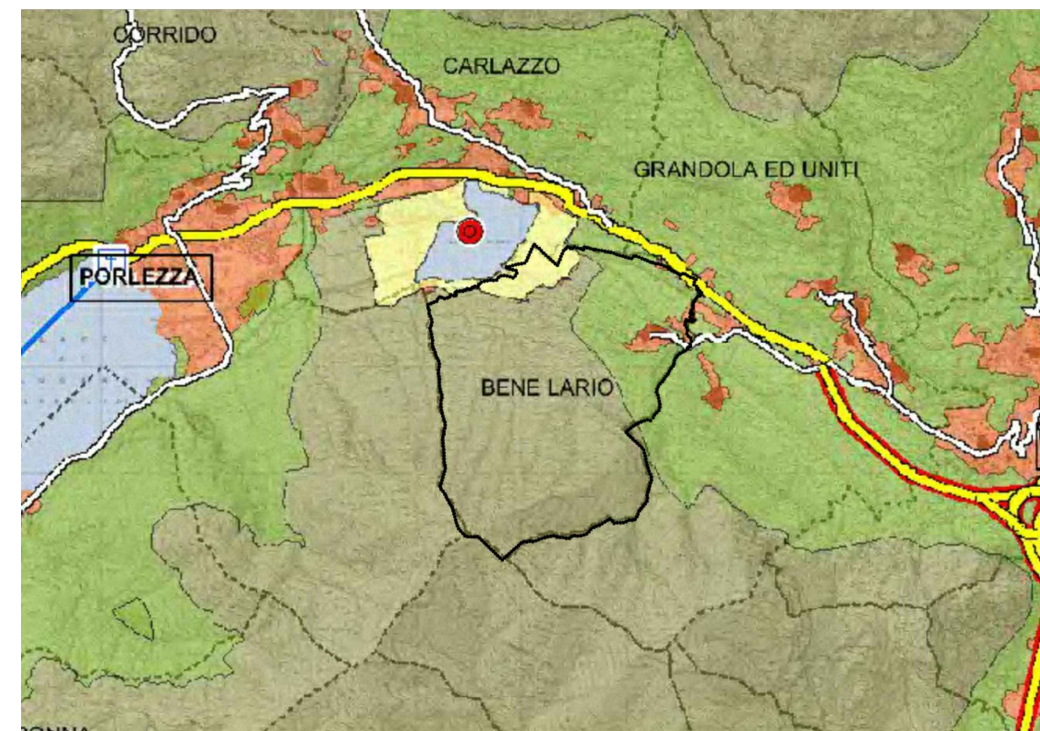 CORRIDO
CARLAZZO
GRANDOLA ED UNITI
PORLEZZA
BENE LARIO